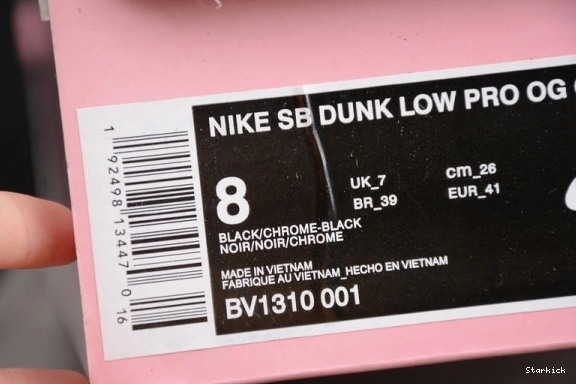 NIKE SB DUNK LOW PRO OG
8
UK_7
cm_26
BR_39
EUR_41
BLACK/CHROME-BLACK
NOIR/NOIR/CHROME
MADE IN VIETNAM
FABRIQUE AU VIETNAM_HECHO EN VIETNAM
BV1310 001
1 92498 13447 0 16
Starkick